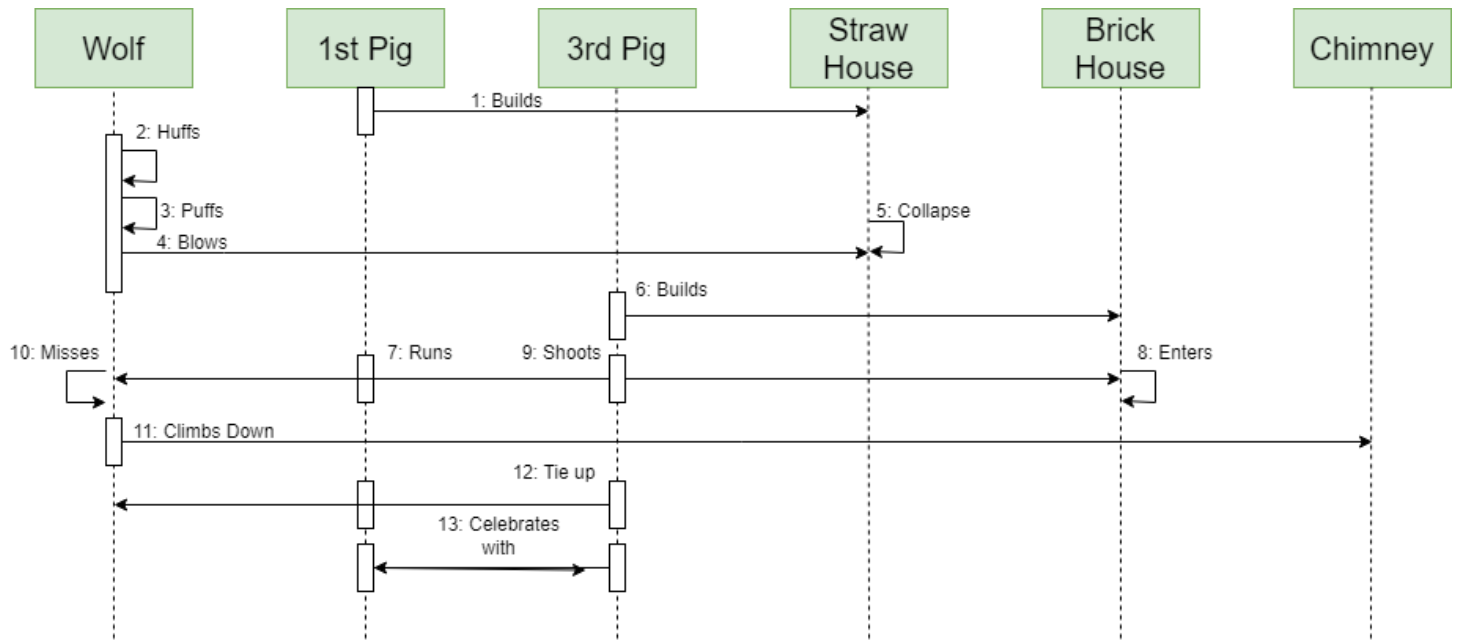 Wolf
1st Pig
3rd Pig
Straw
House
Brick
House
Chimney
1: Builds
2: Huffs
3: Puffs
5: Collapse
4: Blows
6: Builds
10: Misses
7: Runs
9: Shoots
8: Enters
11: Climbs Down
12: Tie up
13: Celebrates
with